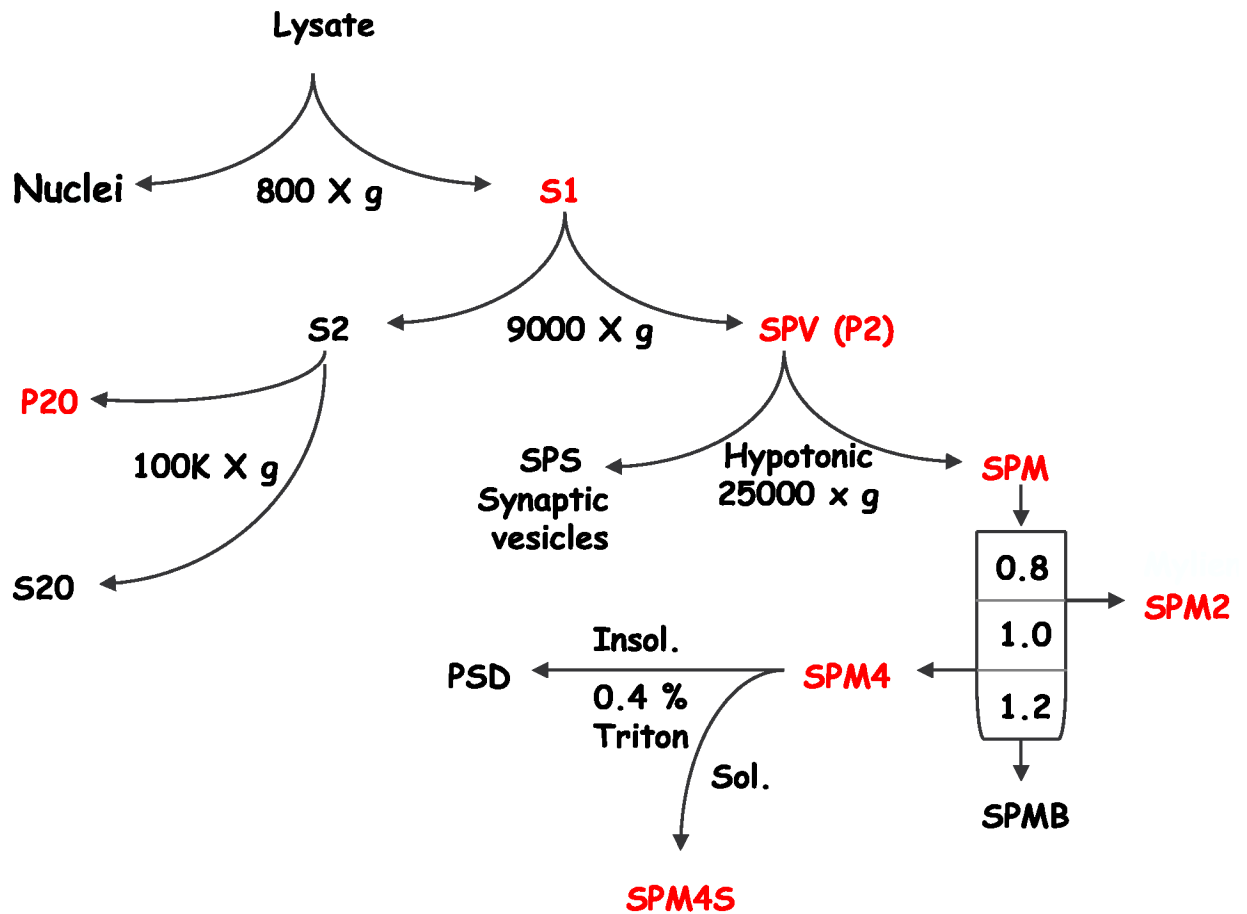 Lysate
Nuclei
800 X g
S1
S2
9000 X g
SPV (P2)
P20
100K X g
S20
SPS
Synaptic
vesicles
Hypotonic
25000 x g
SPM
0.8
SPM2
1.0
1.2
SPMB
Insol.
PSD
0.4 %
Triton
SPM4
Sol.
SPM4S